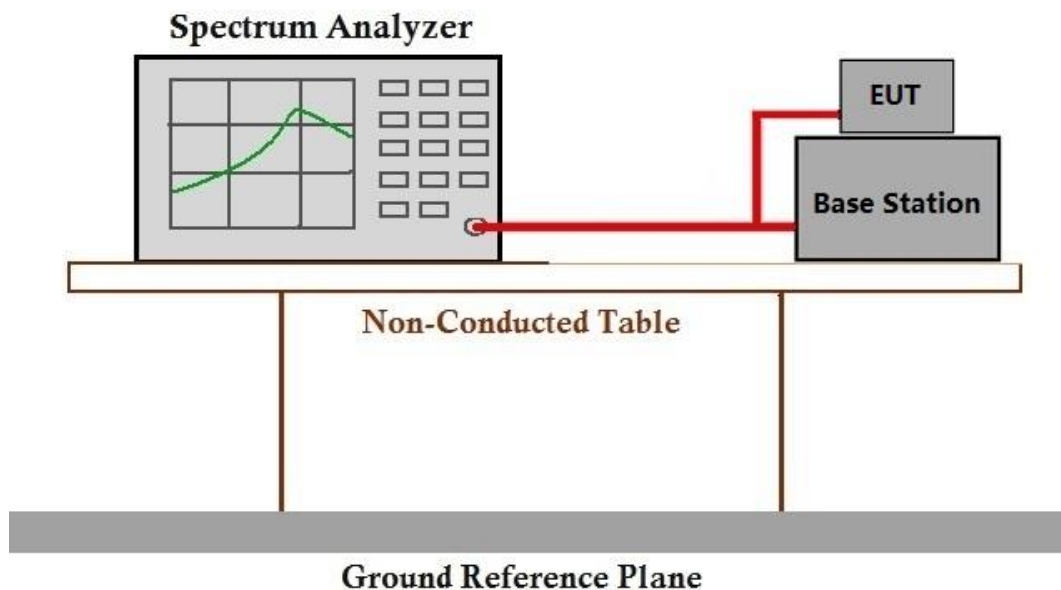 Spectrum Analyzer
EUT
Base Station
Non-Conducted Table
Ground Reference Plane